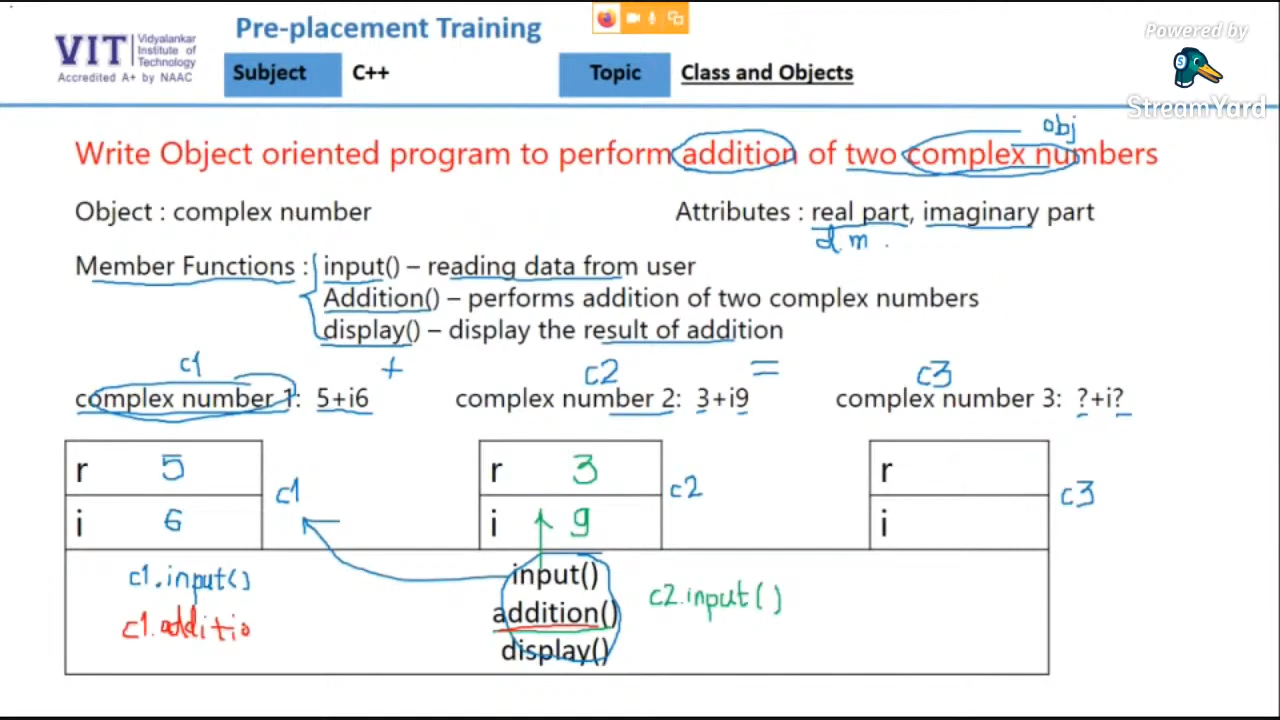 Pre-placement Training
VIT Vidyalankar Institute of Technology
Accredited A+ by NAAC
Subject C++ Topic Class and Objects
Powered by
S
StreamYard
obj
Write Object oriented program to perform addition of two complex numbers
Object : complex number Attributes : real part, imaginary part
d.m.
Member Functions : input() – reading data from user
Addition() – performs addition of two complex numbers
display() – display the result of addition
c1 + c2 = c3
complex number 1: 5+i6 complex number 2: 3+i9 complex number 3: ?+i?
r 5 r 3 r
c1 c2 c3
i 6 i 9 i
c1.input() input() c2.input()
c1.additio addition()
display()